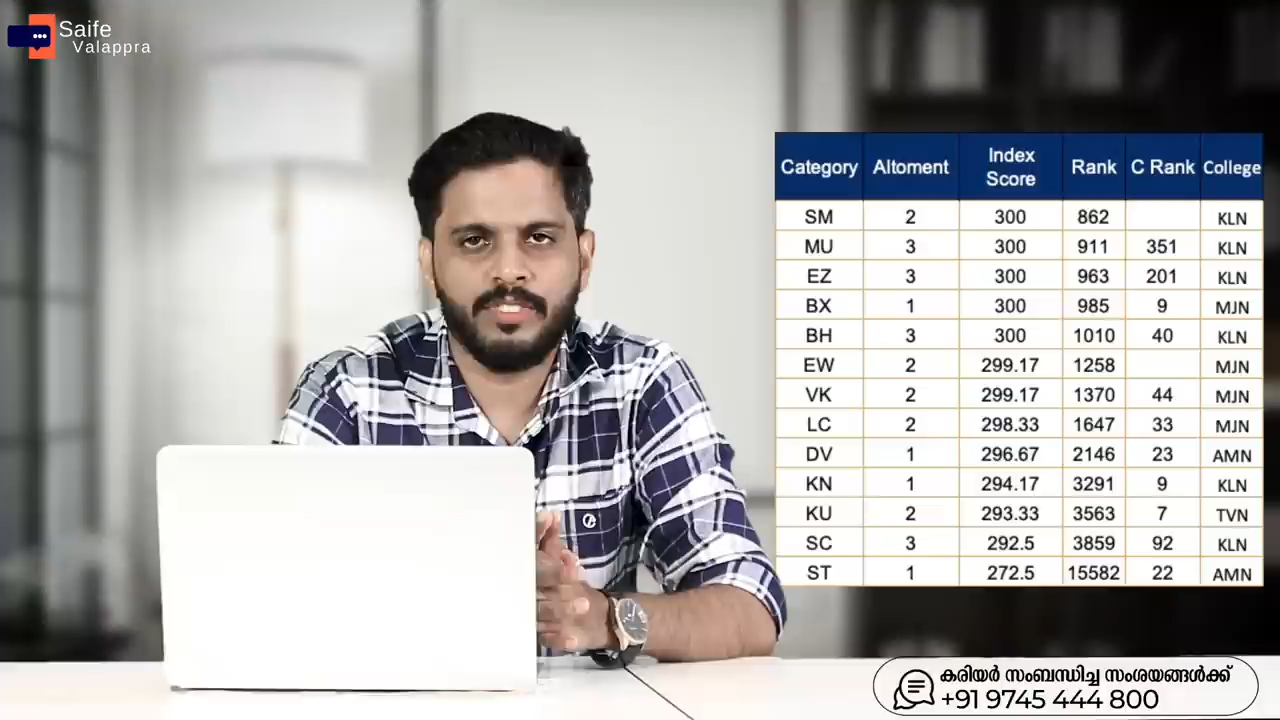 Saife
Valappra
Category Altoment Index Score Rank C Rank College
SM 2 300 862 KLN
MU 3 300 911 351 KLN
EZ 3 300 963 201 KLN
BX 1 300 985 9 MJN
BH 3 300 1010 40 KLN
EW 2 299.17 1258 MJN
VK 2 299.17 1370 44 MJN
LC 2 298.33 1647 33 MJN
DV 1 296.67 2146 23 AMN
KN 1 294.17 3291 9 KLN
KU 2 293.33 3563 7 TVN
SC 3 292.5 3859 92 KLN
ST 1 272.5 15582 22 AMN
കരിയർ സംബന്ധിച്ച സംശയങ്ങൾക്ക്
+91 9745 444 800